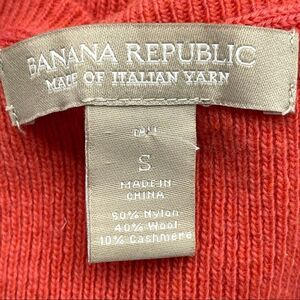 BANANA REPUBLIC
MADE OF ITALIAN YARN
S
MADE IN
CHINA
50% Nylon
40% Wool
10% Cashmere